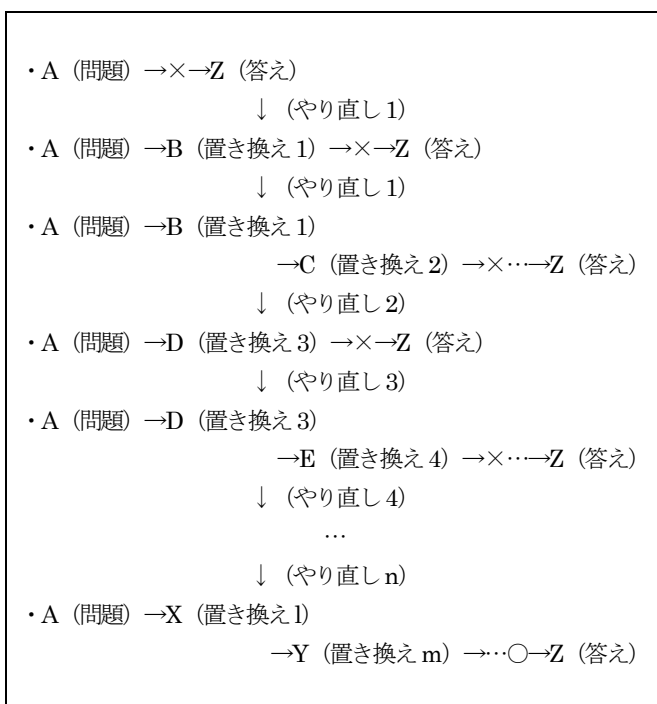 ・A（問題）→×→Z（答え）
↓（やり直し1）
・A（問題）→B（置き換え1）→×→Z（答え）
↓（やり直し1）
・A（問題）→B（置き換え1）
→C（置き換え2）→×…→Z（答え）
↓（やり直し2）
・A（問題）→D（置き換え3）→×→Z（答え）
↓（やり直し3）
・A（問題）→D（置き換え3）
→E（置き換え4）→×…→Z（答え）
↓（やり直し4）
…
↓（やり直しn）
・A（問題）→X（置き換えl）
→Y（置き換えm）→…○→Z（答え）